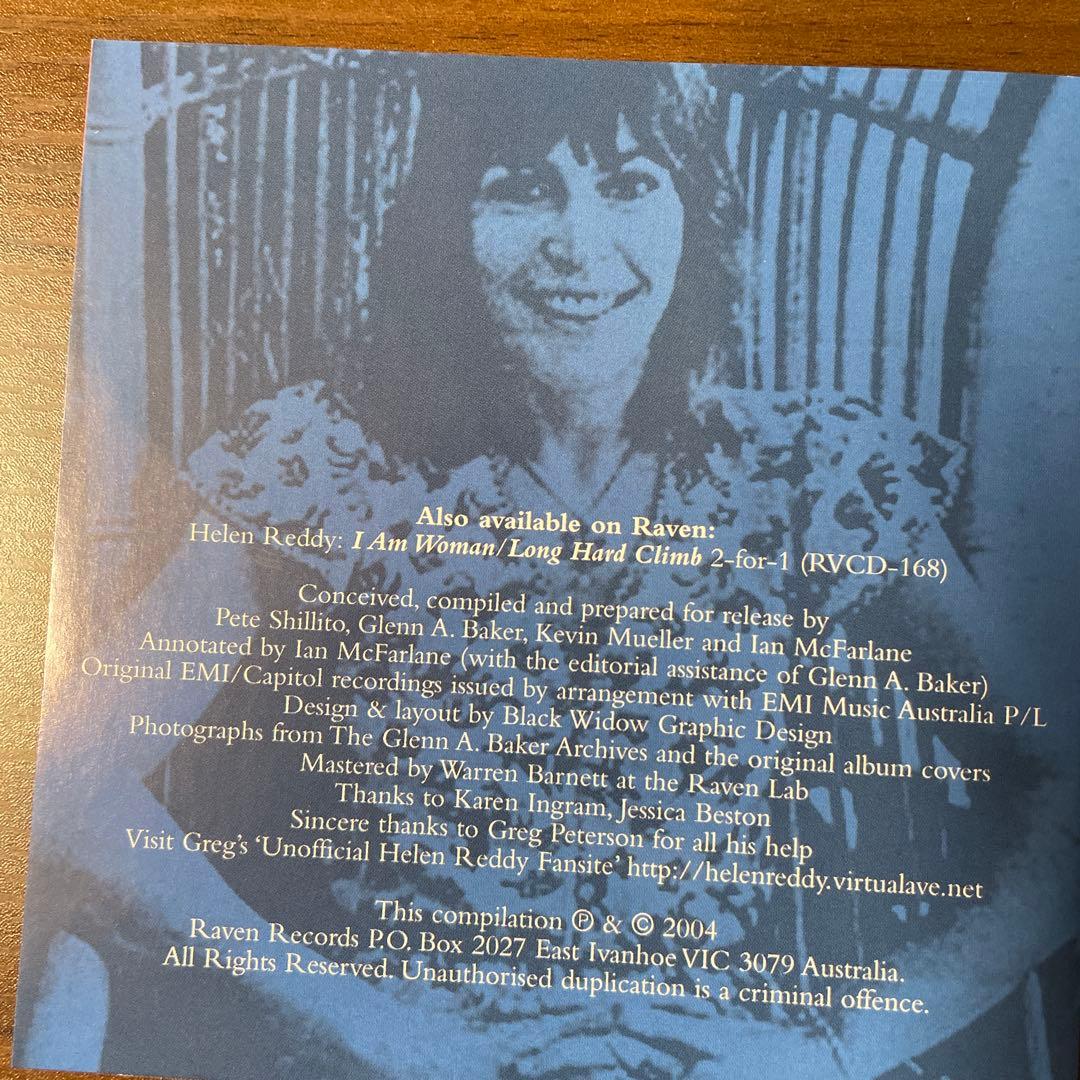 Also available on Raven:
Helen Reddy: I Am Woman/Long Hard Climb 2-for-1 (RVCD-168)
Conceived, compiled and prepared for release by
Pete Shillito, Glenn A. Baker, Kevin Mueller and Ian McFarlane
Annotated by Ian McFarlane (with the editorial assistance of Glenn A. Baker)
Original EMI/Capitol recordings issued by arrangement with EMI Music Australia P/L
Design & layout by Black Widow Graphic Design
Photographs from The Glenn A. Baker Archives and the original album covers
Mastered by Warren Barnett at the Raven Lab
Thanks to Karen Ingram, Jessica Beston
Sincere thanks to Greg Peterson for all his help
Visit Greg's 'Unofficial Helen Reddy Fansite' http://helenreddy.virtualave.net
This compilation ℗ & © 2004
Raven Records P.O. Box 2027 East Ivanhoe VIC 3079 Australia.
All Rights Reserved. Unauthorised duplication is a criminal offence.